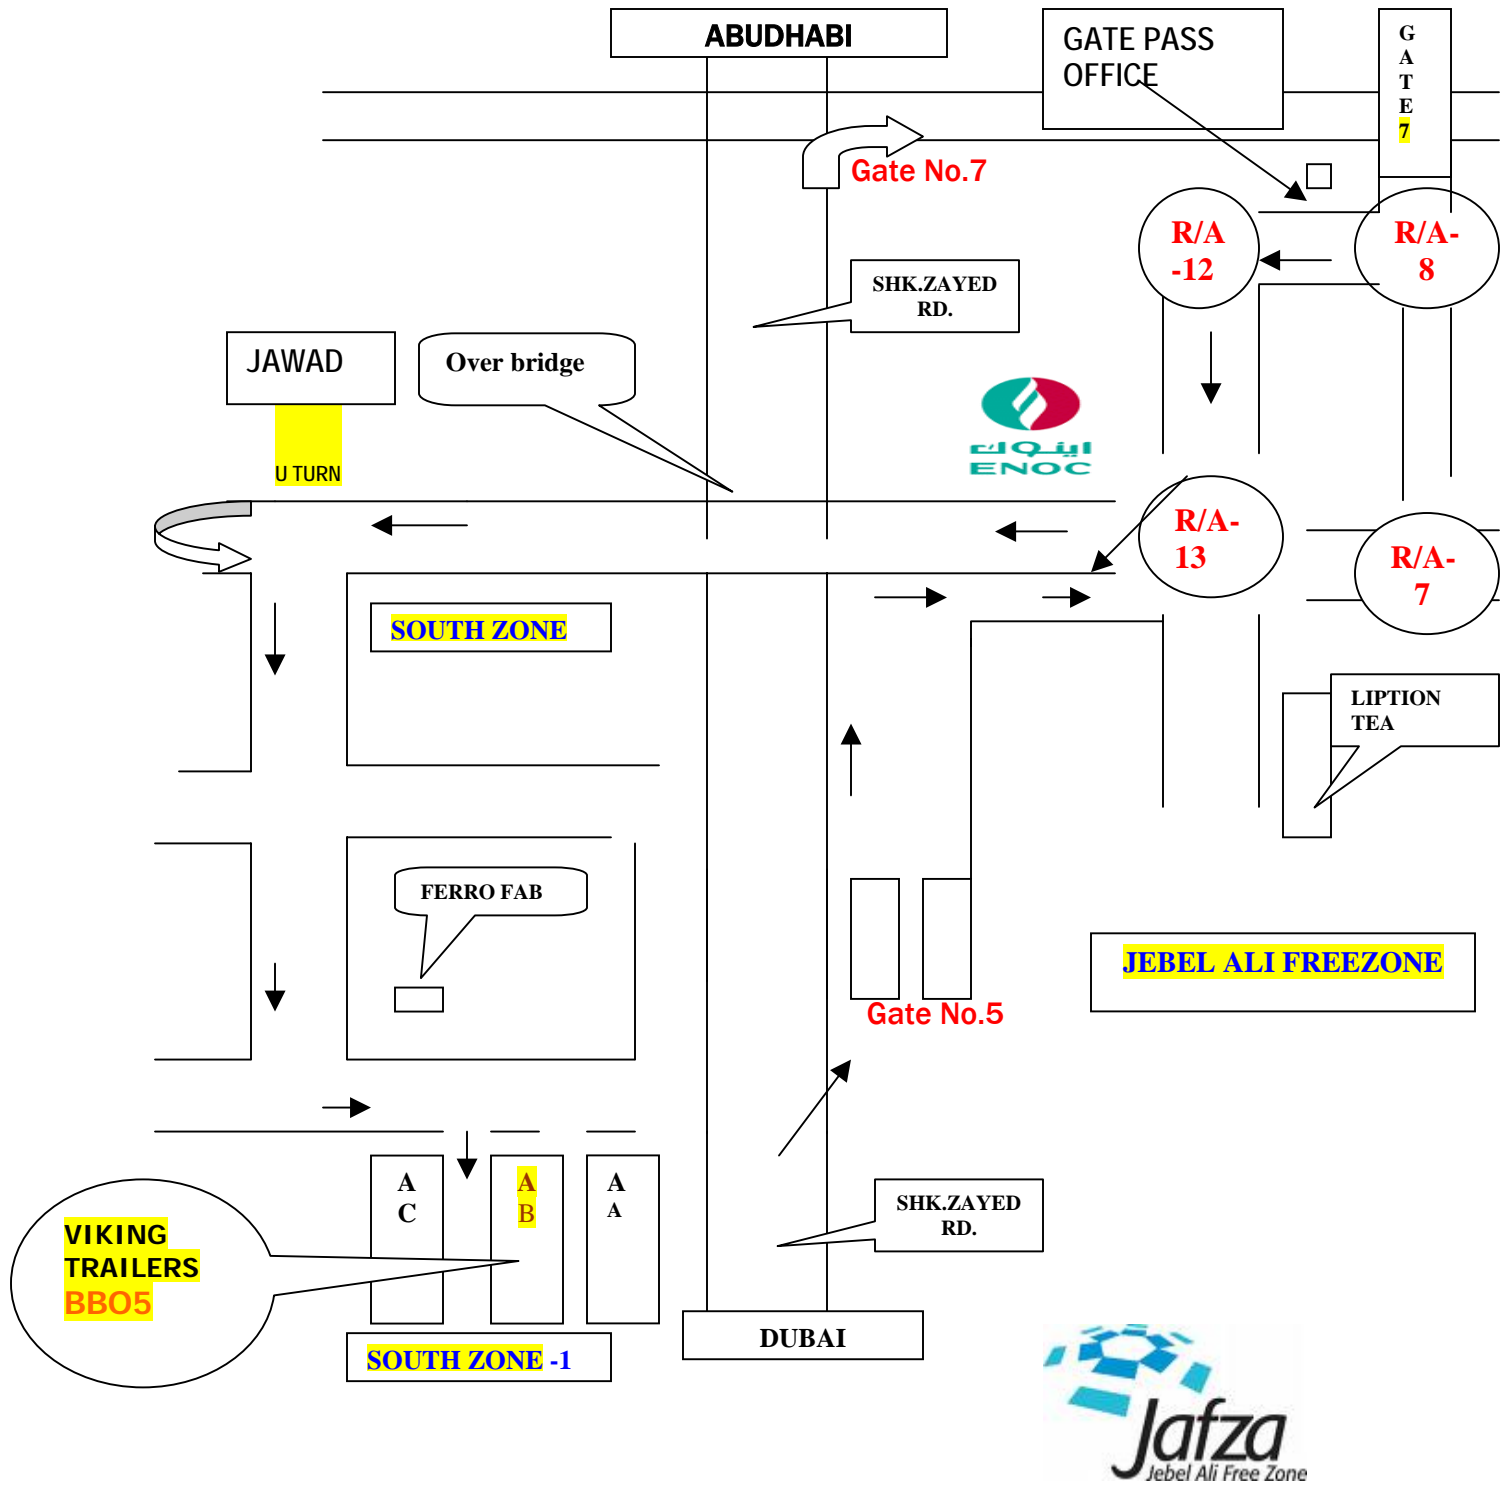 ABUDHABI
GATE PASS
OFFICE
G
A
T
E
7
Gate No.7
R/A
-12
R/A-
8
SHK.ZAYED
RD.
JAWAD
Over bridge
U TURN
اينوك
ENOC
R/A-
13
R/A-
7
SOUTH ZONE
LIPTION
TEA
FERRO FAB
JEBEL ALI FREEZONE
Gate No.5
A
C
A
B
A
A
SHK.ZAYED
RD.
VIKING
TRAILERS
BBO5
SOUTH ZONE -1
DUBAI
Jafza
Jebel Ali Free Zone